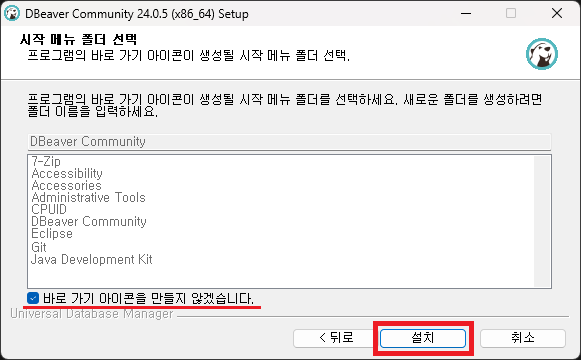 DBeaver Community 24.0.5 (x86_64) Setup
시작 메뉴 폴더 선택
프로그램의 바로 가기 아이콘이 생성될 시작 메뉴 폴더 선택.
프로그램의 바로 가기 아이콘이 생성될 시작 메뉴 폴더를 선택하세요. 새로운 폴더를 생성하려면
폴더 이름을 입력하세요.
DBeaver Community
7-Zip
Accessibility
Accessories
Administrative Tools
CPUID
DBeaver Community
Eclipse
Git
Java Development Kit
바로 가기 아이콘을 만들지 않겠습니다.
Universal Database Manager
< 뒤로
설치
취소